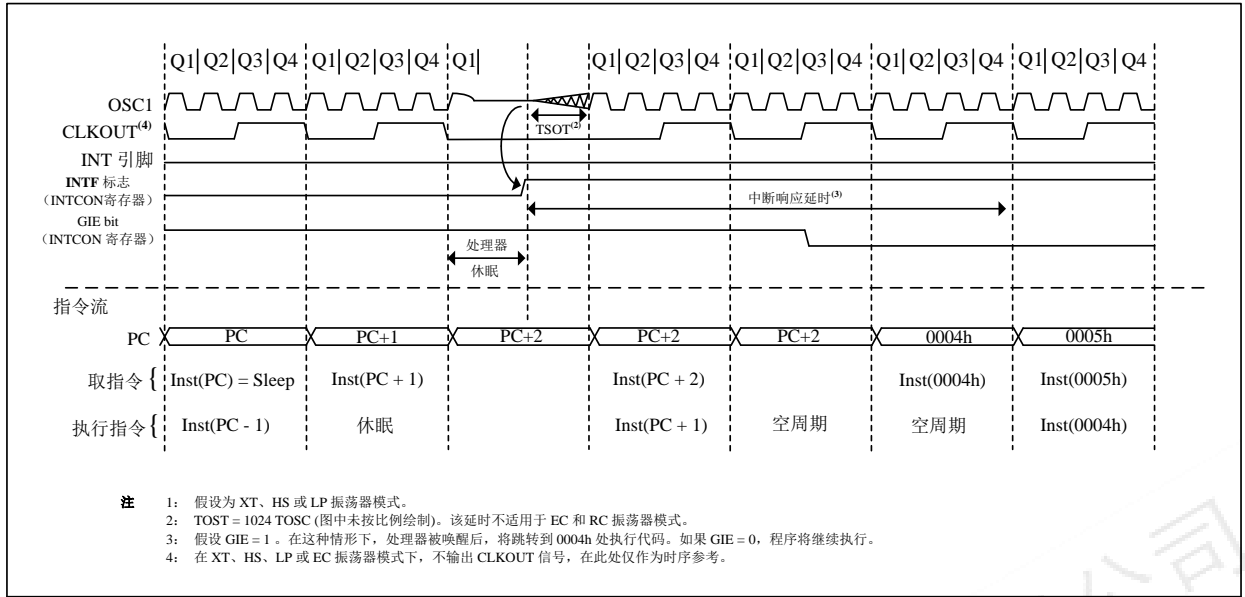 Q1 Q2 Q3 Q4 Q1 Q2 Q3 Q4 Q1 Q1 Q2 Q3 Q4 Q1 Q2 Q3 Q4 Q1 Q2 Q3 Q4 Q1 Q2 Q3 Q4
OSC1
TSOT(2)
CLKOUT(4)
INT 引脚
INTF 标志
(INTCON寄存器)
中断响应延时(3)
GIE bit
(INTCON 寄存器)
处理器
休眠
指令流
PC PC PC+1 PC+2 PC+2 PC+2 0004h 0005h
取指令 { Inst(PC) = Sleep Inst(PC + 1) Inst(PC + 2) Inst(0004h) Inst(0005h)
执行指令 { Inst(PC - 1) 休眠 Inst(PC + 1) 空周期 空周期 Inst(0004h)
注 1: 假设为 XT、HS 或 LP 振荡器模式。
2: TOST = 1024 TOSC (图中未按比例绘制)。该延时不适用于 EC 和 RC 振荡器模式。
3: 假设 GIE = 1 。在这种情形下，处理器被唤醒后，将跳转到 0004h 处执行代码。如果 GIE = 0，程序将继续执行。
4: 在 XT、HS、LP 或 EC 振荡器模式下，不输出 CLKOUT 信号，在此处仅作为时序参考。
公司